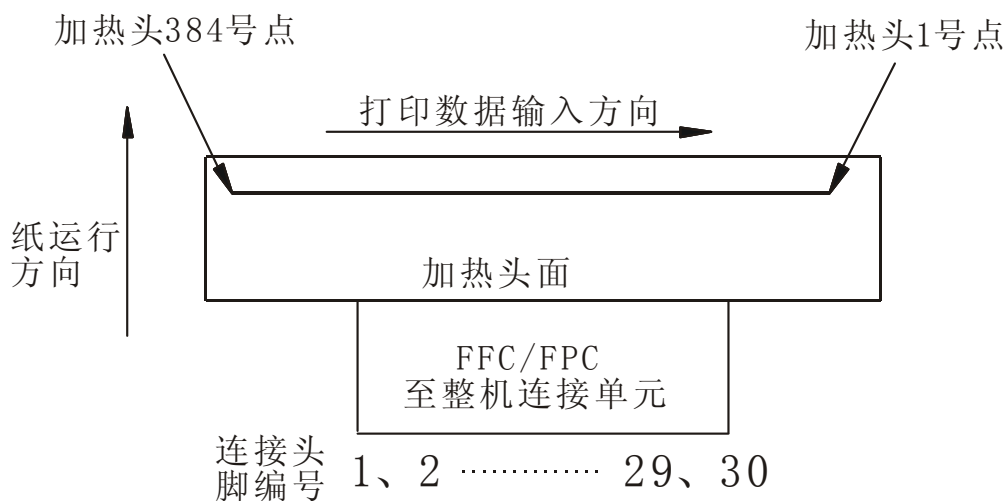 加热头384号点
加热头1号点
打印数据输入方向
纸运行
方向
加热头面
FFC/FPC
至整机连接单元
连接头
脚编号
1、2 ············ 29、30